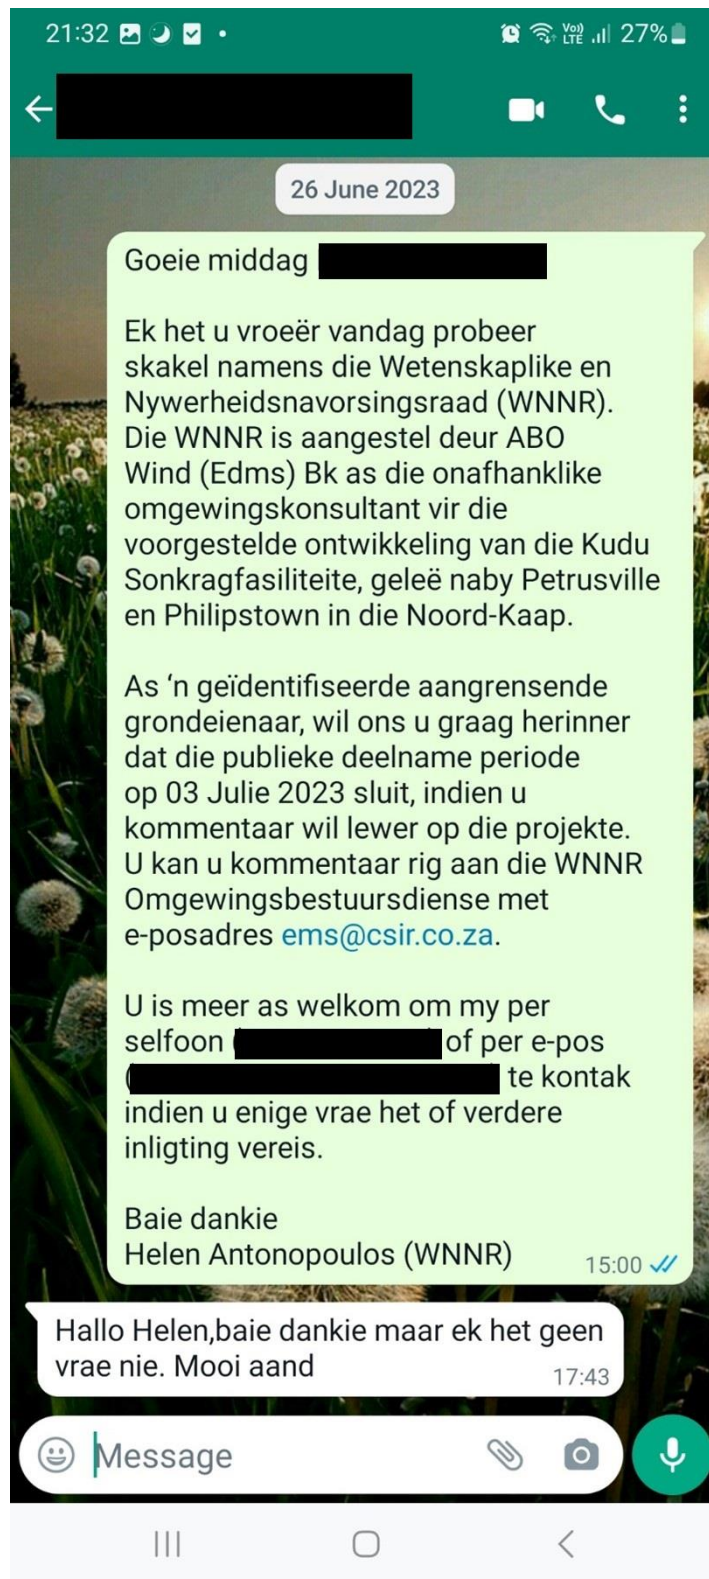 21:32
Vo))
LTE
27%
26 June 2023
Goeie middag
Ek het u vroeër vandag probeer
skakel namens die Wetenskaplike en
Nywerheidsnavorsingsraad (WNNR).
Die WNNR is aangestel deur ABO
Wind (Edms) Bk as die onafhanklike
omgewingskonsultant vir die
voorgestelde ontwikkeling van die Kudu
Sonkragfasiliteite, geleë naby Petrusville
en Philipstown in die Noord-Kaap.
As ‘n geïdentifiseerde aangrensende
grondeienaar, wil ons u graag herinner
dat die publieke deelname periode
op 03 Julie 2023 sluit, indien u
kommentaar wil lewer op die projekte.
U kan u kommentaar rig aan die WNNR
Omgewingsbestuursdiense met
e-posadres ems@csir.co.za.
U is meer as welkom om my per
selfoon ( ) of per e-pos
( ) te kontak
indien u enige vrae het of verdere
inligting vereis.
Baie dankie
Helen Antonopoulos (WNNR)
15:00
Hallo Helen,baie dankie maar ek het geen
vrae nie. Mooi aand
17:43
Message